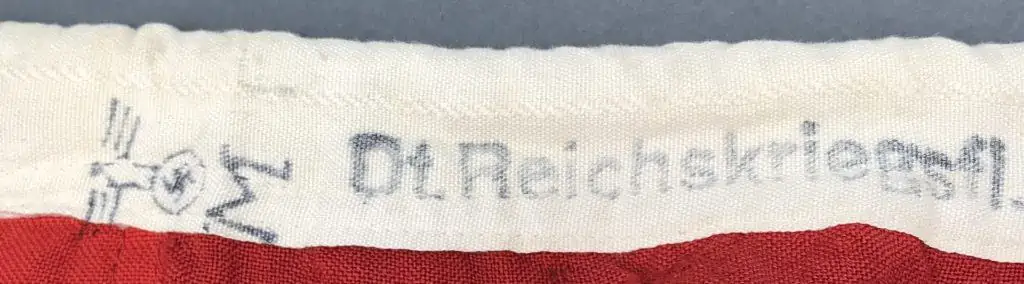 M
Dt. Reichskriegsfl.